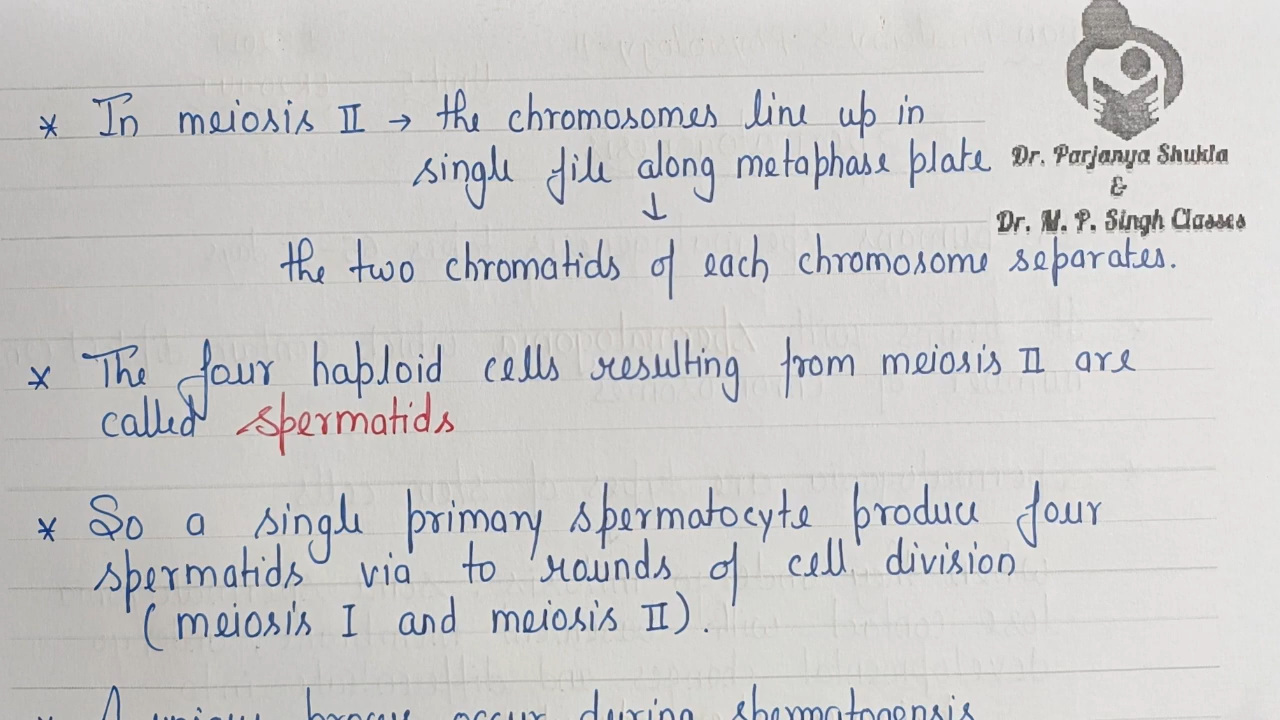 * In meiosis II → the chromosomes line up in
single file along metaphase plate
↓
the two chromatids of each chromosome separates.
* The four haploid cells resulting from meiosis II are
called spermatids
* So a single primary spermatocyte produce four
spermatids via to rounds of cell division
(meiosis I and meiosis II).
occur during
Dr. Parjanya Shukla
&
Dr. M. P. Singh Classes